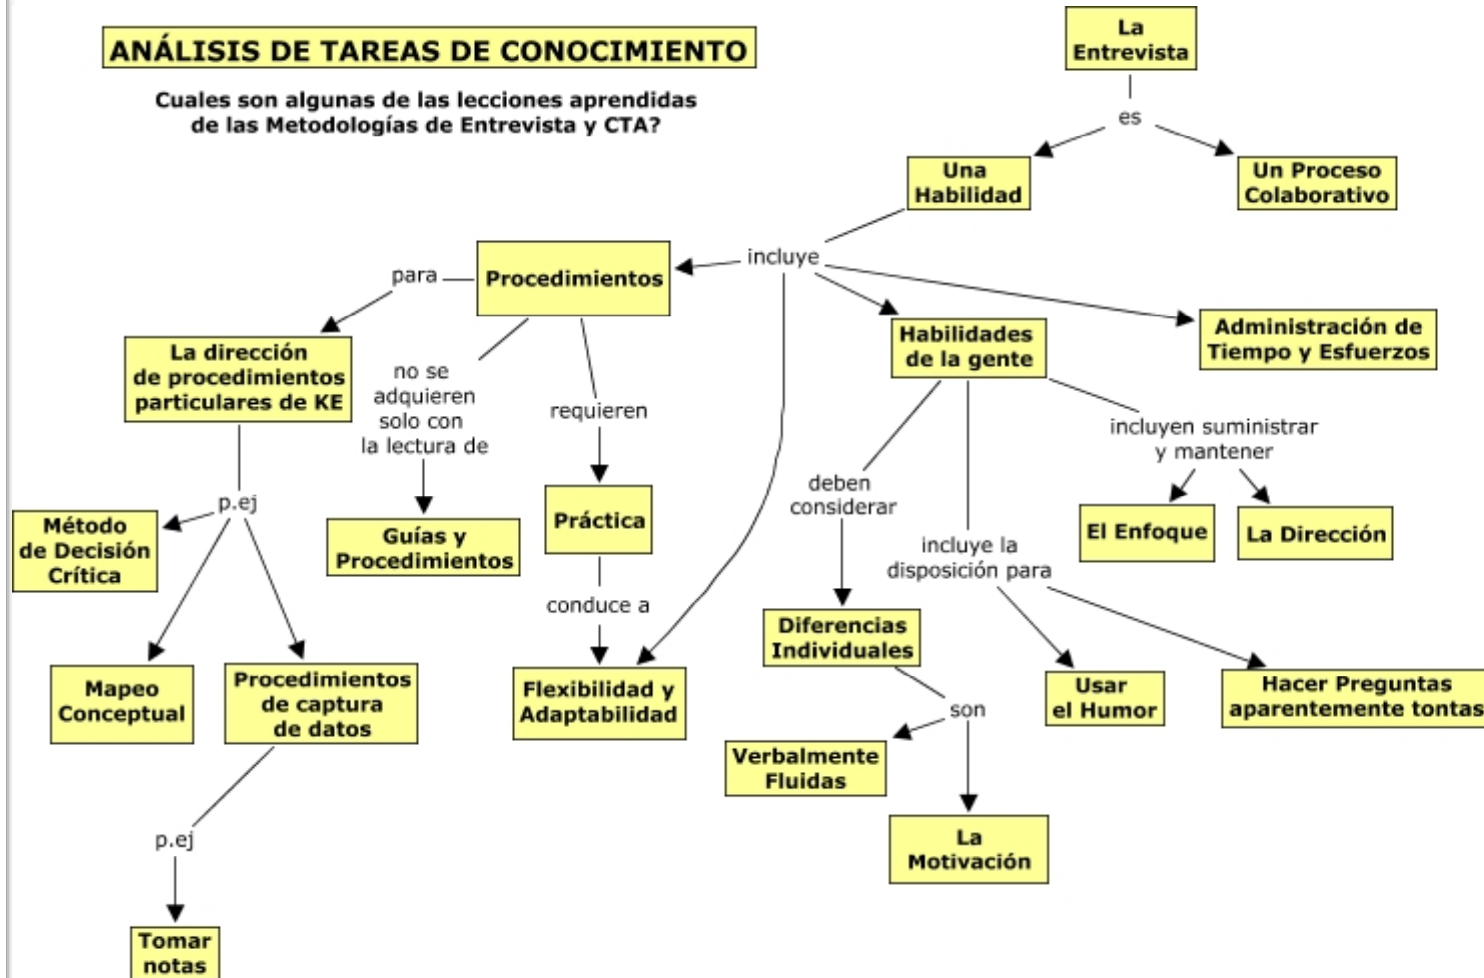 ANÁLISIS DE TAREAS DE CONOCIMIENTO
Cuales son algunas de las lecciones aprendidas
de las Metodologías de Entrevista y CTA?
La
Entrevista
es
Una
Habilidad
Un Proceso
Colaborativo
incluye
Procedimientos
para
La dirección
de procedimientos
particulares de KE
no se
adquieren
solo con
la lectura de
requieren
Habilidades
de la gente
Administración de
Tiempo y Esfuerzos
incluyen suministrar
y mantener
deben
considerar
p.ej
Método
de Decisión
Crítica
Guías y
Procedimientos
Práctica
El Enfoque
La Dirección
incluye la
disposición para
conduce a
Diferencias
Individuales
Mapeo
Conceptual
Procedimientos
de captura
de datos
Flexibilidad y
Adaptabilidad
Usar
el Humor
Hacer Preguntas
aparentemente tontas
son
Verbalmente
Fluidas
La
Motivación
p.ej
Tomar
notas